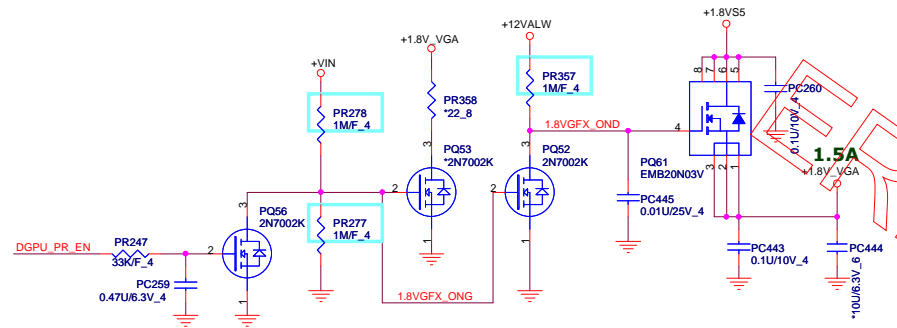 +1.8VS5
+12VALW
+1.8V_VGA
+VIN
8
7
6
5
PR278
1M/F_4
PR358
*22_8
PR357
1M/F_4
PC260
0.1U/10V_4
1.8VGFX_OND
4
PQ53
*2N7002K
PQ52
2N7002K
PQ61
EMB20N03V
3
2
1
1.5A
+1.8V_VGA
3
2
1
3
2
1
PC445
0.01U/25V_4
PQ56
2N7002K
3
2
1
PR277
1M/F_4
DGPU_PR_EN
PR247
33K/F_4
PC259
0.47U/6.3V_4
1.8VGFX_ONG
PC443
0.1U/10V_4
PC444
*10U/6.3V_6